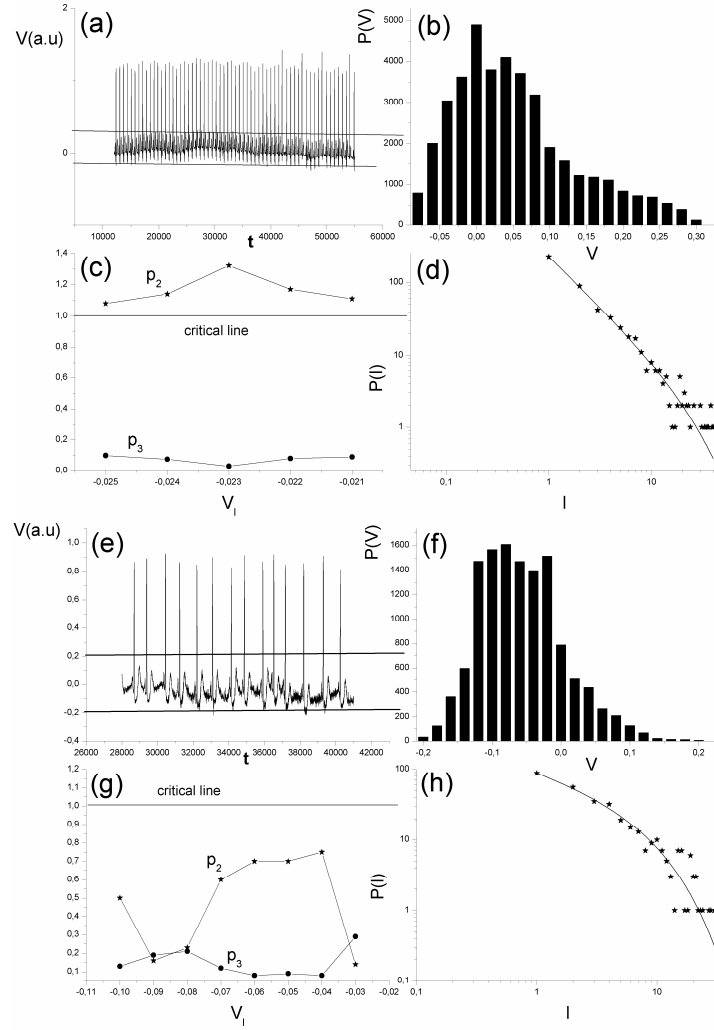 V(a.u)
(a)
2
1
0
10000 20000 30000 40000 50000 60000
t
P(V)
(b)
5000
4000
3000
2000
1000
0
-0,05 0,00 0,05 0,10 0,15 0,20 0,25 0,30
V
(c)
1,4
1,2
1,0
0,8
0,6
0,4
0,2
0,0
p2
critical line
p3
-0,025 -0,024 -0,023 -0,022 -0,021
Vl
P(l)
(d)
100
10
1
0,1 1 10
l
V(a.u)
(e)
1,0
0,8
0,6
0,4
0,2
0,0
-0,2
-0,4
26000 28000 30000 32000 34000 36000 38000 40000 42000
t
P(V)
(f)
1600
1400
1200
1000
800
600
400
200
0
-0,2 -0,1 0,0 0,1 0,2
V
(g)
1,2
1,1
1,0
0,9
0,8
0,7
0,6
0,5
0,4
0,3
0,2
0,1
critical line
p2
p3
-0,11 -0,10 -0,09 -0,08 -0,07 -0,06 -0,05 -0,04 -0,03 -0,02
Vl
P(l)
(h)
100
10
1
0,1
0,1 1 10
l